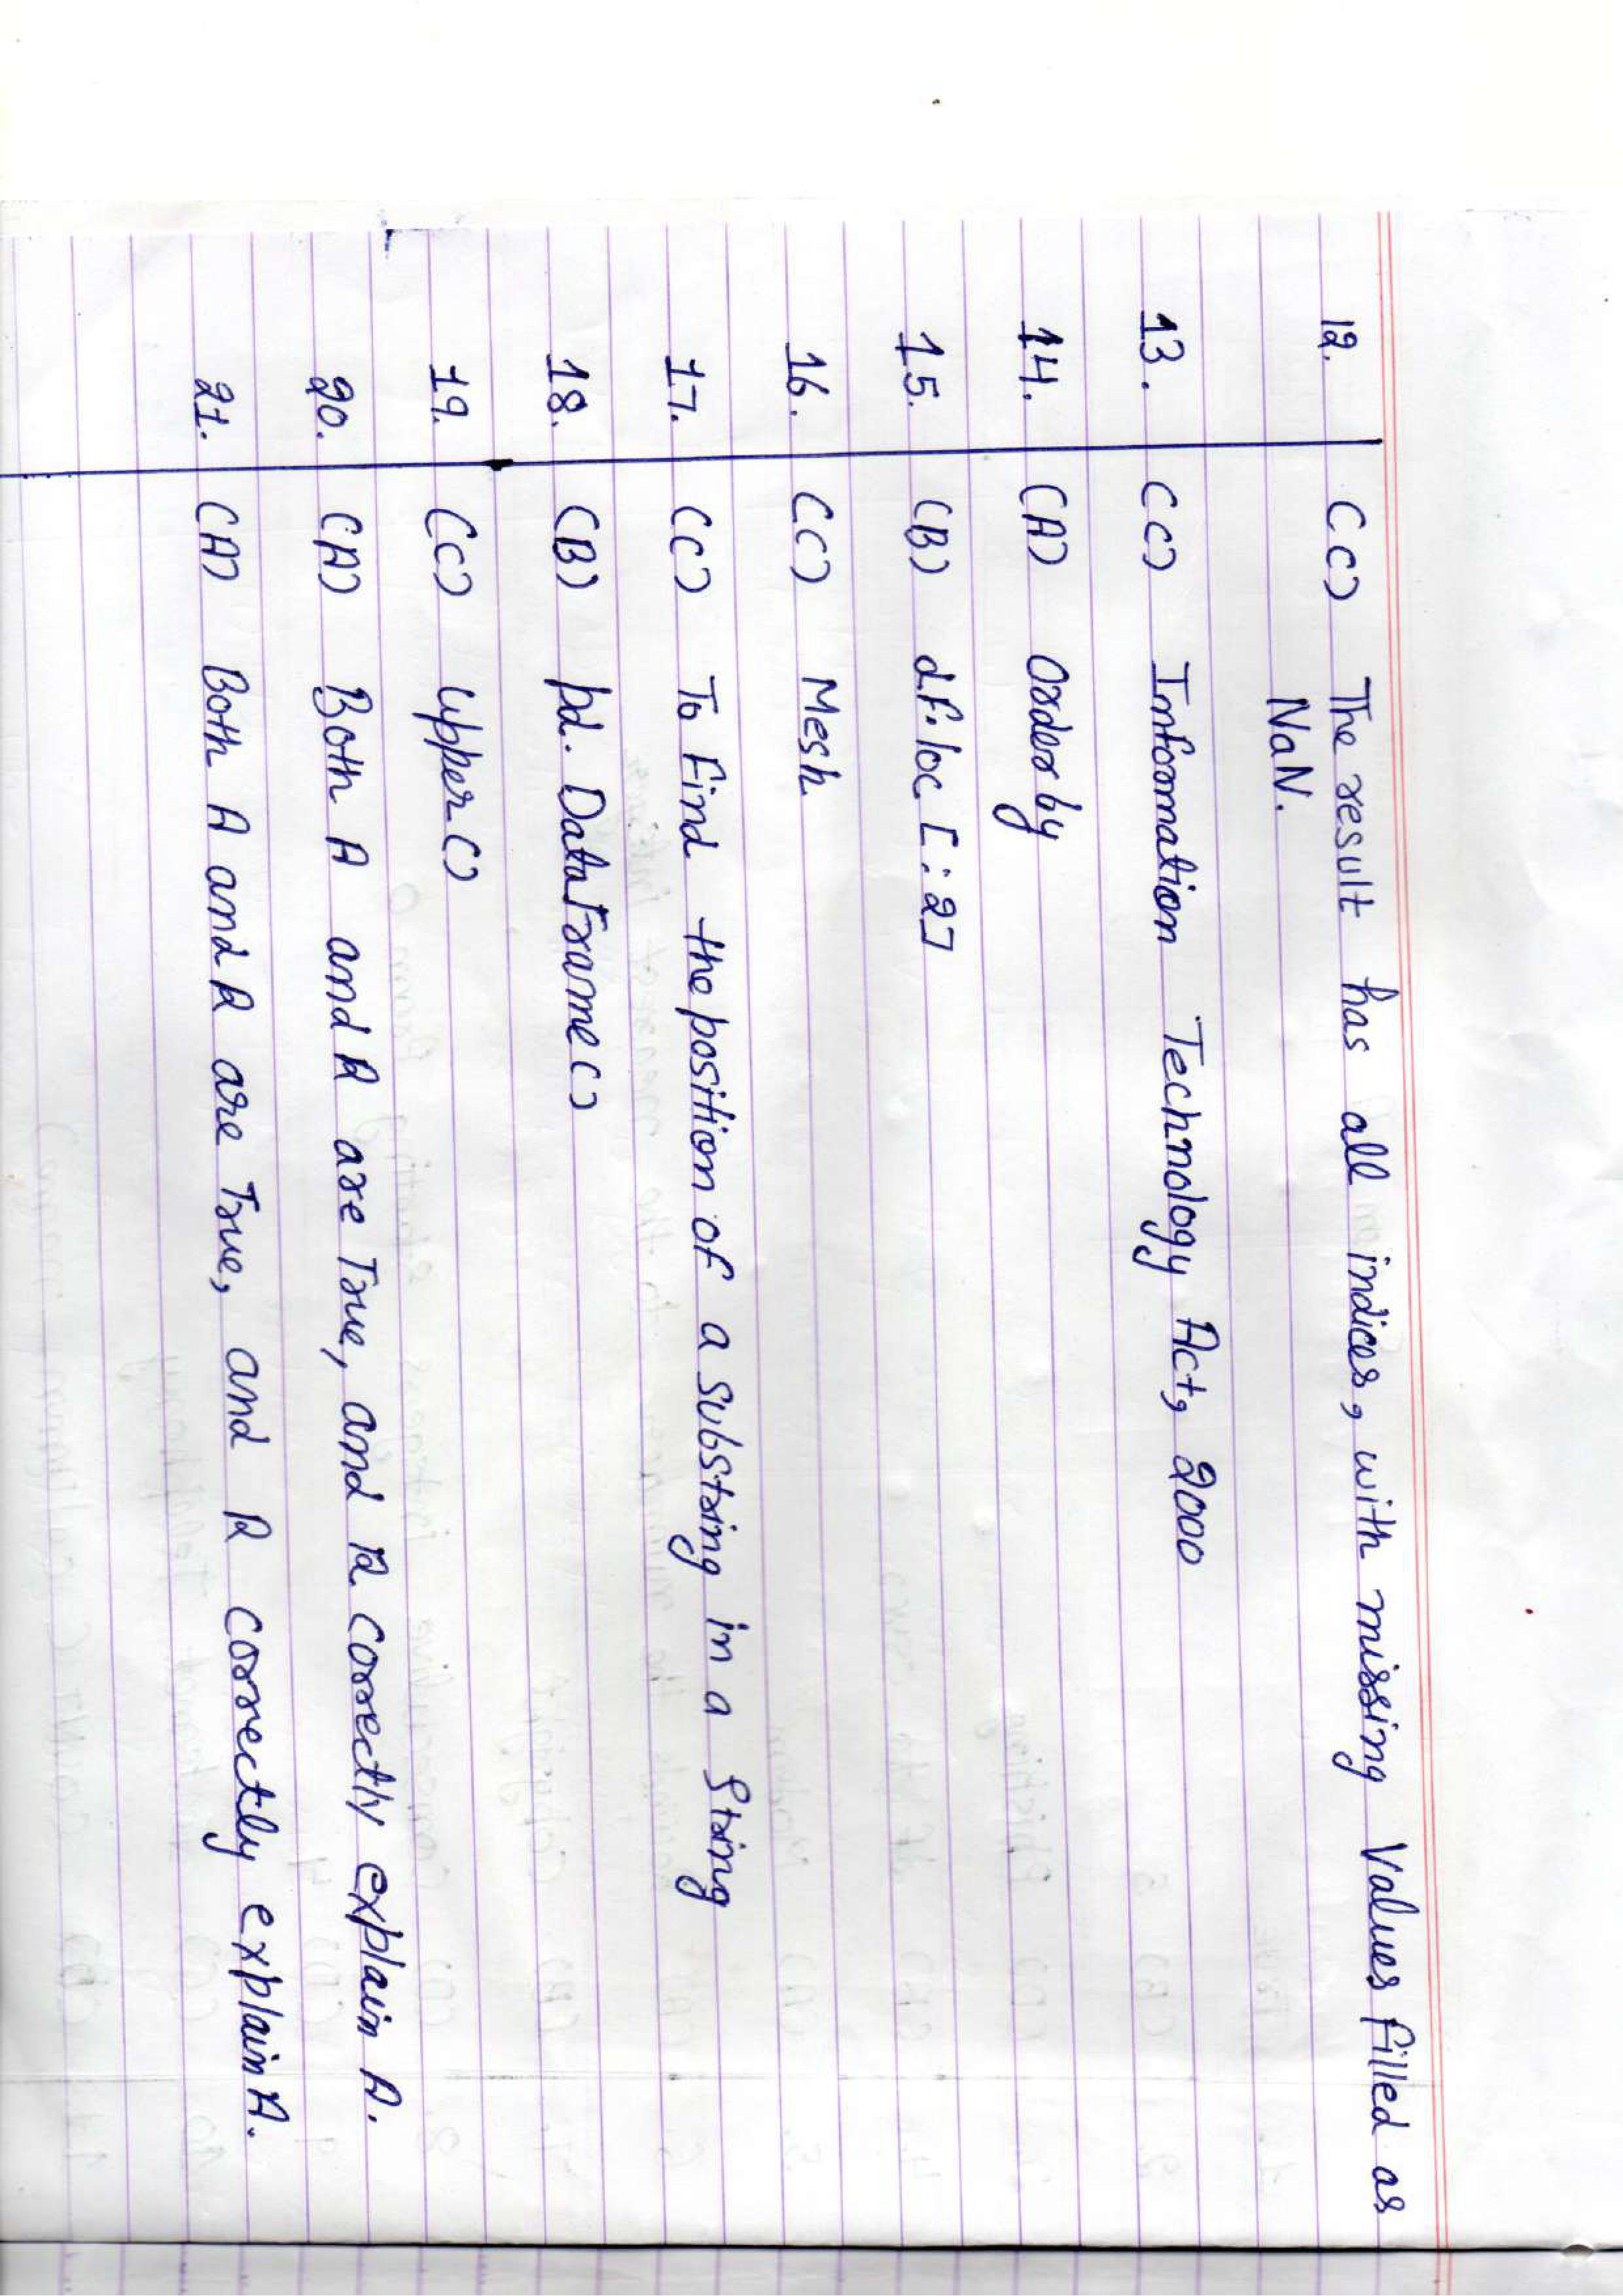 12. (C) The result has all indices, with missing Values filled as
NaN.
13. (C) Information Technology Act, 2000
14. (A) Order by
15. (B) df.loc [:2]
16. (C) Mesh
17. (C) To Find the position of a substring in a String
18. (B) pd. DataFrame()
19. (C) Upper()
20. (A) Both A and R are True, and R correctly explain A.
21. (A) Both A and R are True, and R correctly explain A.